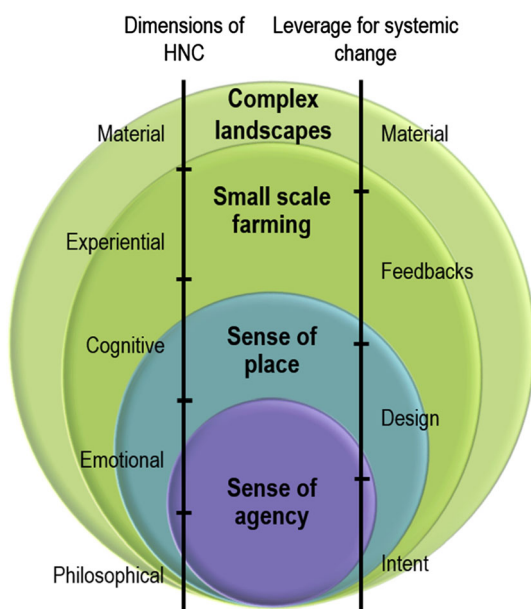 Dimensions of
HNC
Leverage for systemic
change
Complex
landscapes
Material
Material
Small scale
farming
Experiential
Feedbacks
Sense of
place
Cognitive
Design
Emotional
Sense of
agency
Philosophical
Intent